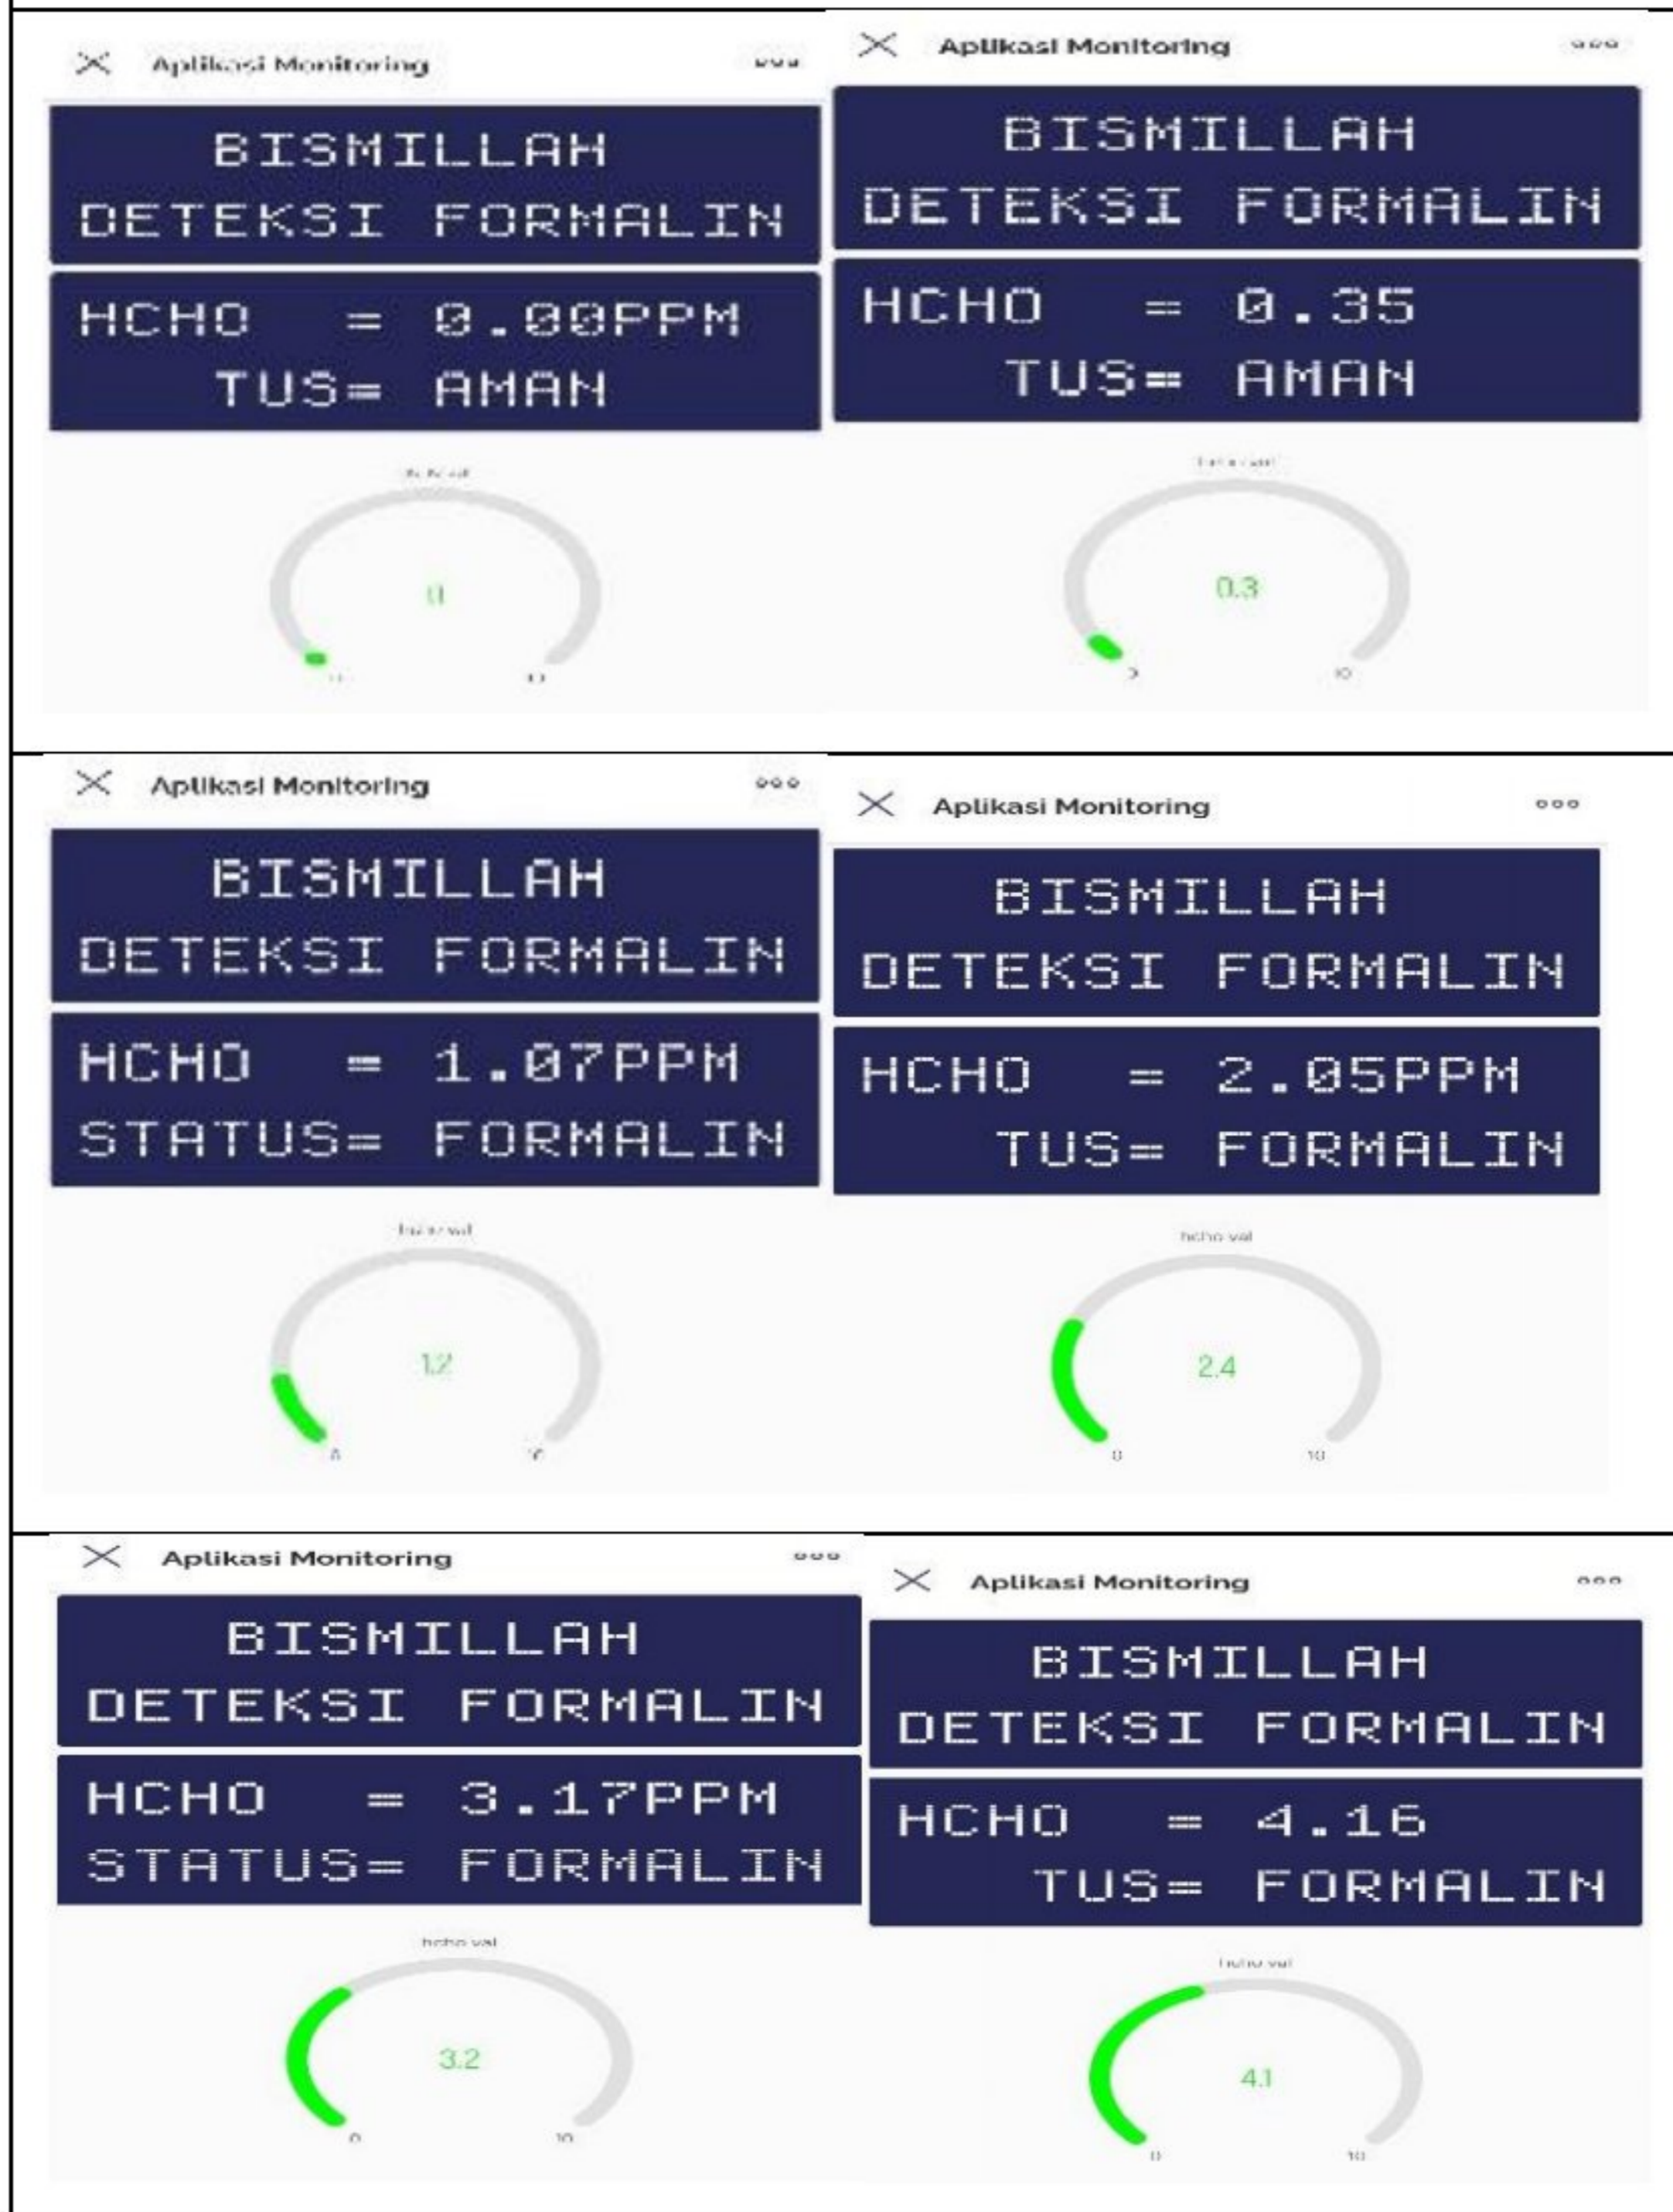 Aplikasi Monitoring
BISMILLAH
DETEKSI FORMALIN
HCHO = 0.00PPM
TUS= AMAN
Aplikasi Monitoring
BISMILLAH
DETEKSI FORMALIN
HCHO = 0.35
TUS= AMAN
0.3
10
Aplikasi Monitoring
BISMILLAH
DETEKSI FORMALIN
HCHO = 1.07PPM
STATUS= FORMALIN
hcho val
1.2
Aplikasi Monitoring
BISMILLAH
DETEKSI FORMALIN
HCHO = 2.05PPM
TUS= FORMALIN
hcho val
2.4
0 10
Aplikasi Monitoring
BISMILLAH
DETEKSI FORMALIN
HCHO = 3.17PPM
STATUS= FORMALIN
hcho val
3.2
0 10
Aplikasi Monitoring
BISMILLAH
DETEKSI FORMALIN
HCHO = 4.16
TUS= FORMALIN
hcho val
4.1
0 10